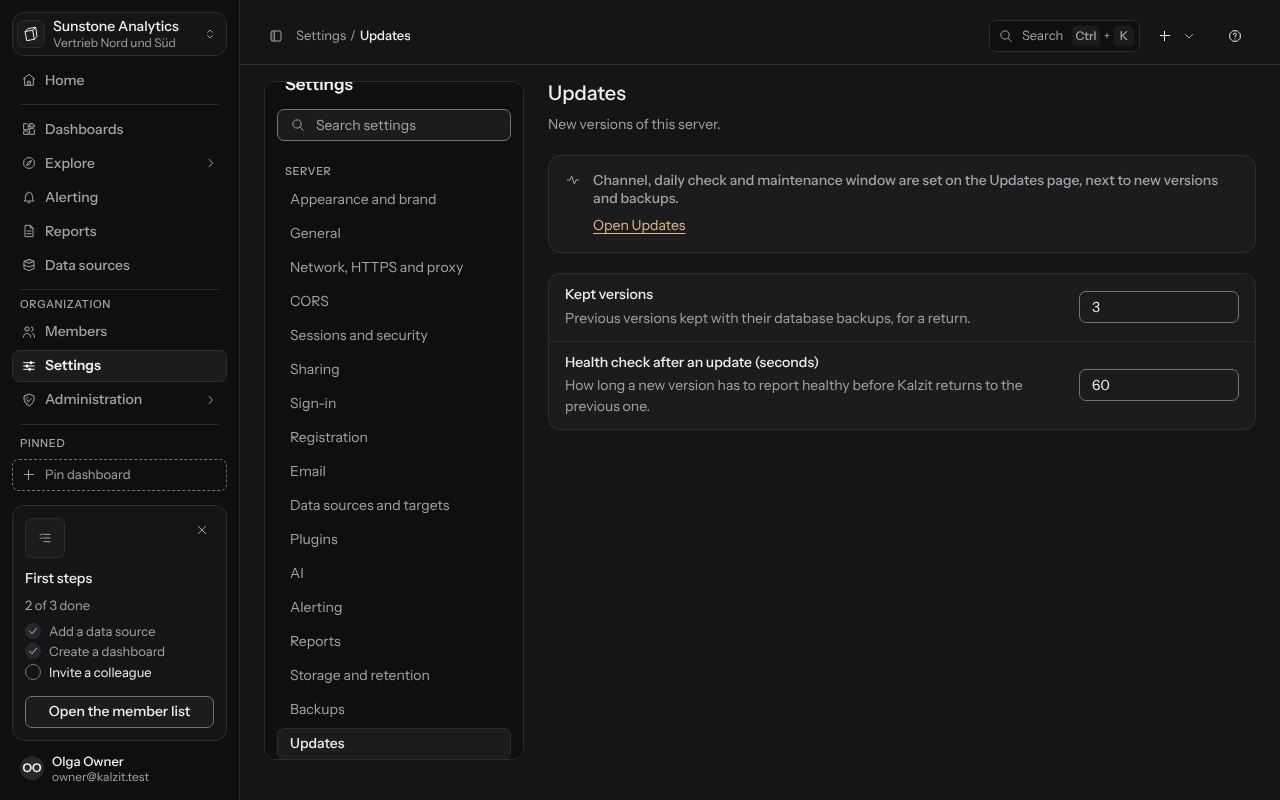 Sunstone Analytics
Vertrieb Nord und Süd
Home
Dashboards
Explore
Alerting
Reports
Data sources
ORGANIZATION
Members
Settings
Administration
PINNED
Pin dashboard
First steps
2 of 3 done
Add a data source
Create a dashboard
Invite a colleague
Open the member list
OO
Olga Owner
owner@kalzit.test
Settings / Updates
Search Ctrl + K
Settings
Search settings
SERVER
Appearance and brand
General
Network, HTTPS and proxy
CORS
Sessions and security
Sharing
Sign-in
Registration
Email
Data sources and targets
Plugins
AI
Alerting
Reports
Storage and retention
Backups
Updates
Updates
New versions of this server.
Channel, daily check and maintenance window are set on the Updates page, next to new versions
and backups.
Open Updates
Kept versions
Previous versions kept with their database backups, for a return.
3
Health check after an update (seconds)
How long a new version has to report healthy before Kalzit returns to the
previous one.
60